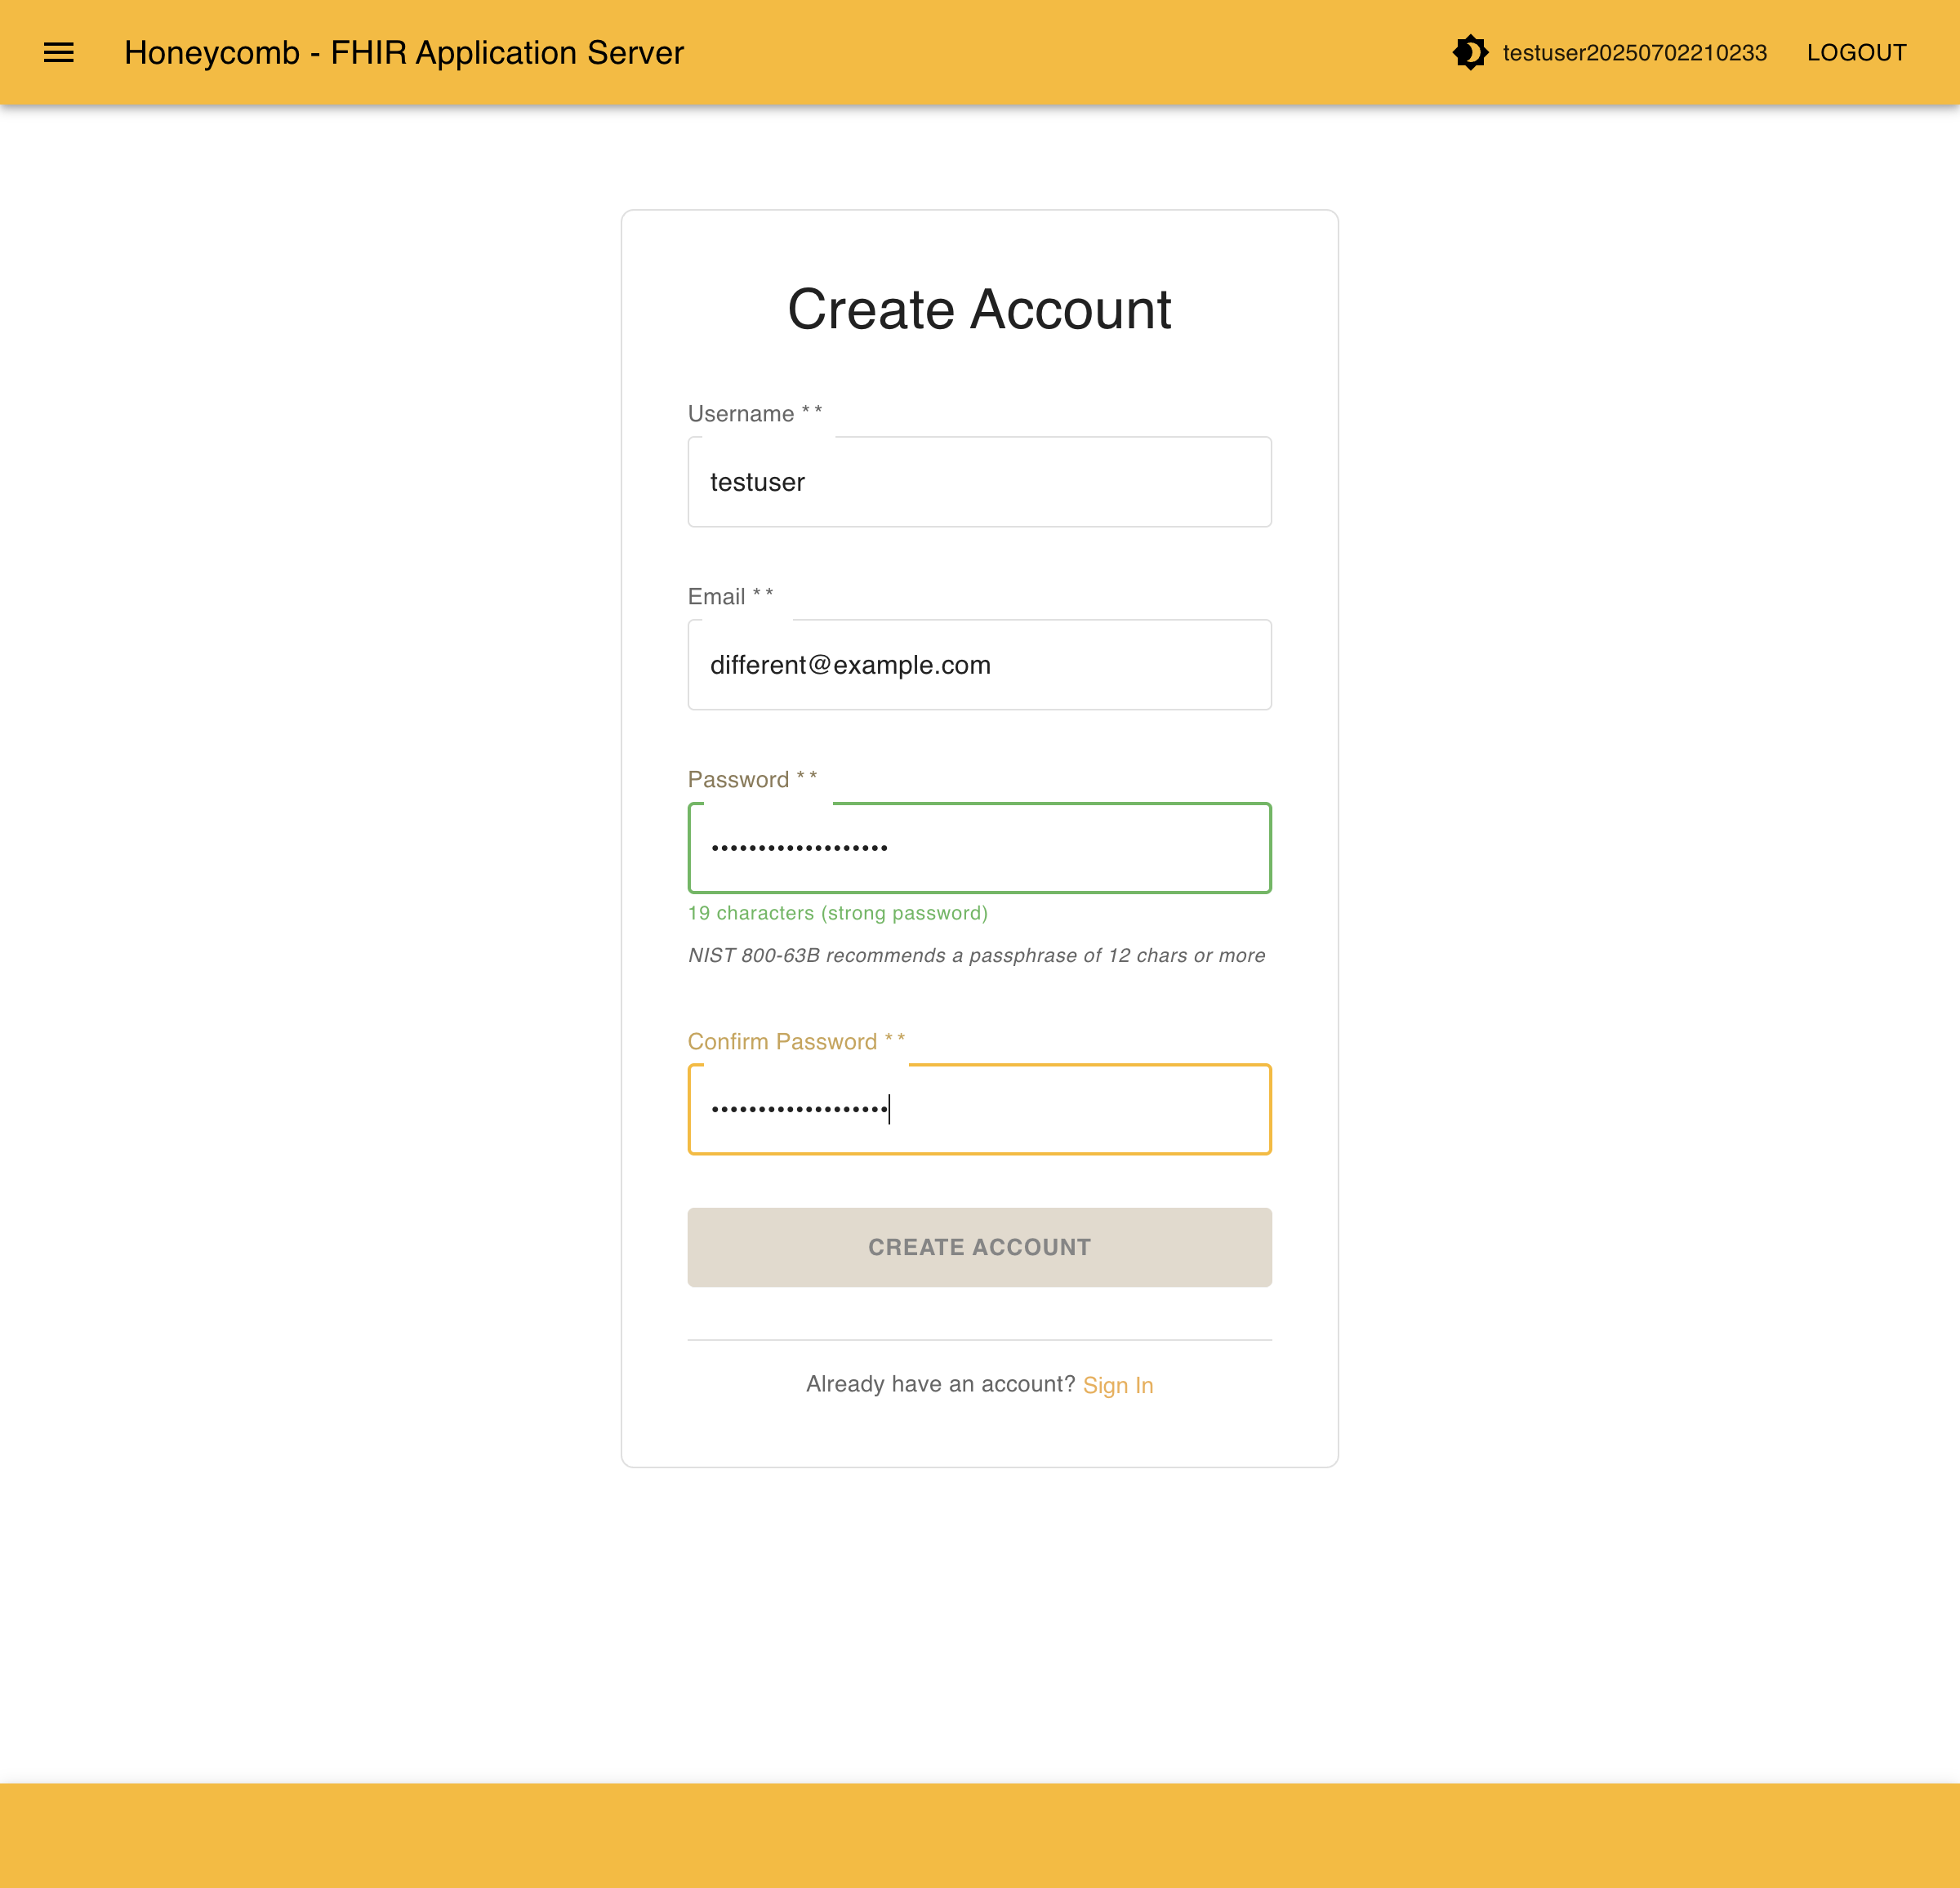 Honeycomb - FHIR Application Server
testuser20250702210233
LOGOUT
Create Account
Username * *
testuser
Email * *
different@example.com
Password * *
•••••••••••••••••••
19 characters (strong password)
NIST 800-63B recommends a passphrase of 12 chars or more
Confirm Password * *
•••••••••••••••••••
CREATE ACCOUNT
Already have an account? Sign In